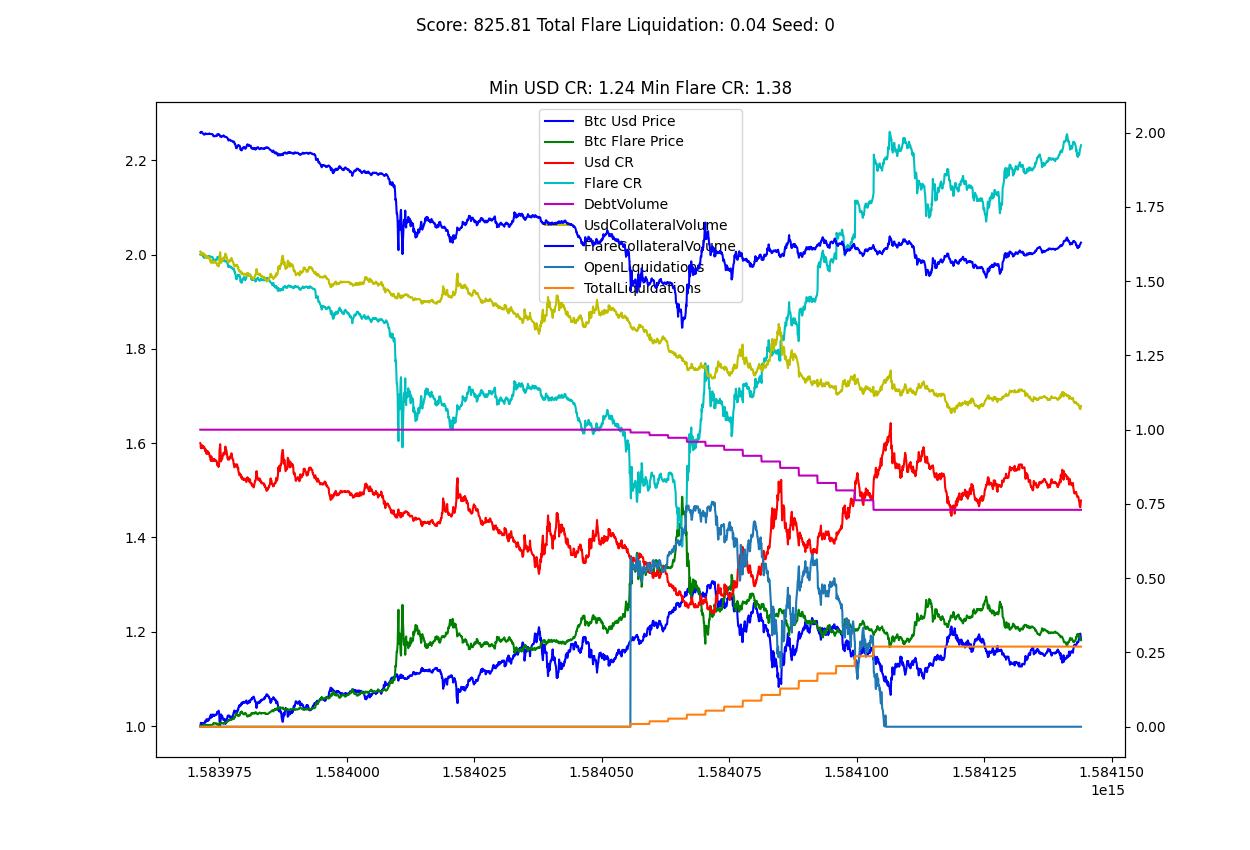 Score: 825.81 Total Flare Liquidation: 0.04 Seed: 0
Min USD CR: 1.24 Min Flare CR: 1.38
Btc Usd Price
Btc Flare Price
Usd CR
Flare CR
DebtVolume
UsdCollateralVolume
FlareCollateralVolume
OpenLiquidations
TotalLiquidations
2.2
2.0
1.8
1.6
1.4
1.2
1.0
2.00
1.75
1.50
1.25
1.00
0.75
0.50
0.25
0.00
1.583975 1.584000 1.584025 1.584050 1.584075 1.584100 1.584125 1.584150
1e15